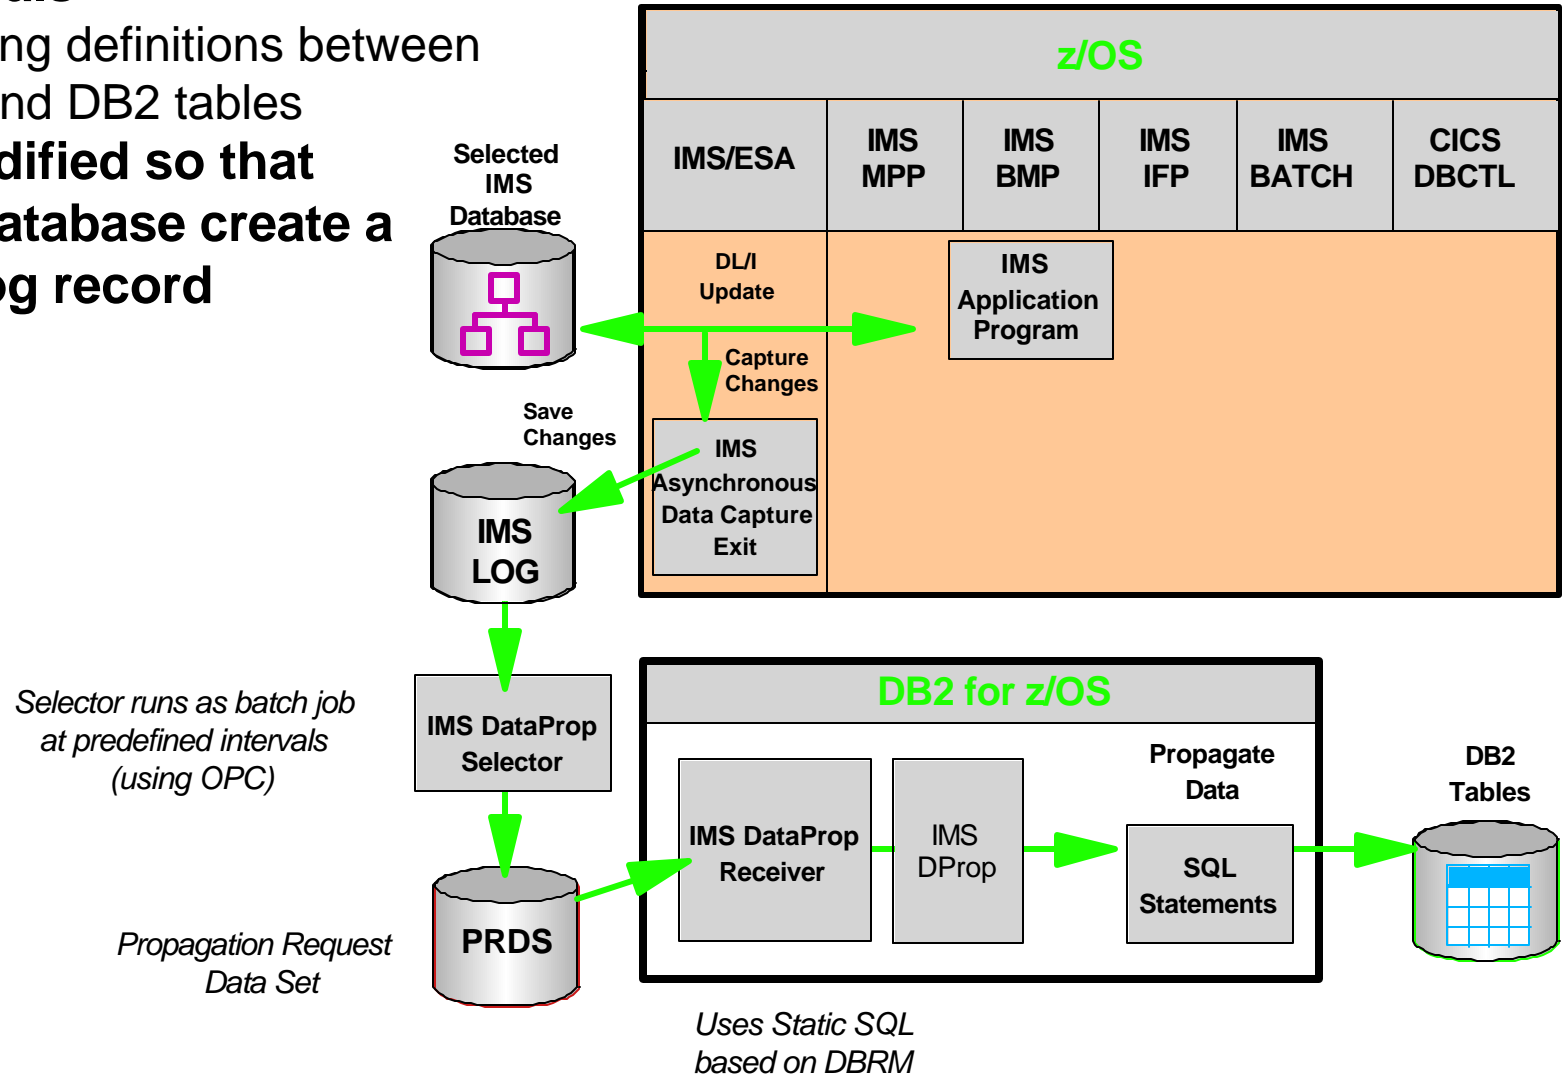 ng definitions between
nd DB2 tables
dified so that
atabase create a
og record
z/OS
IMS/ESA
IMS
MPP
IMS
BMP
IMS
IFP
IMS
BATCH
CICS
DBCTL
Selected
IMS
Database
DL/I
Update
IMS
Application
Program
Capture
Changes
Save
Changes
IMS
Asynchronous
Data Capture
Exit
IMS
LOG
Selector runs as batch job
at predefined intervals
(using OPC)
IMS DataProp
Selector
DB2 for z/OS
IMS DataProp
Receiver
IMS
DProp
Propagate
Data
SQL
Statements
DB2
Tables
Propagation Request
Data Set
PRDS
Uses Static SQL
based on DBRM